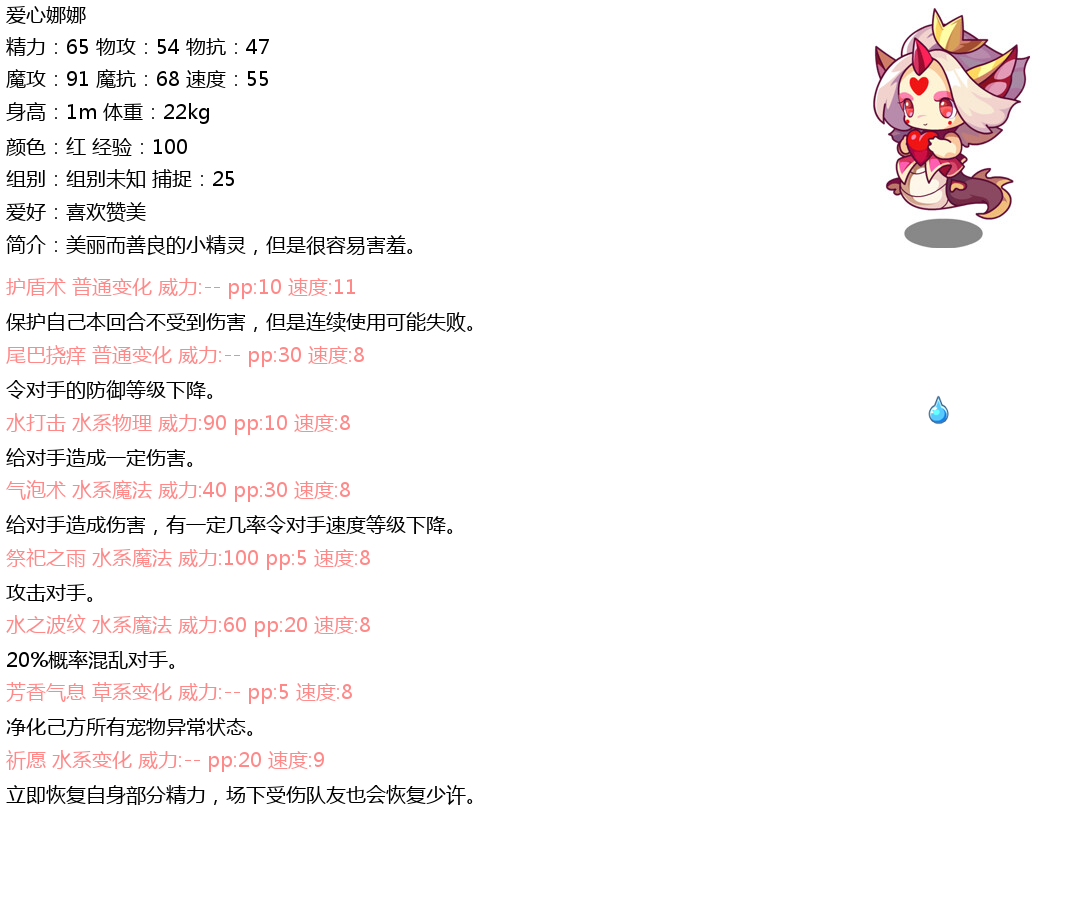 爱心娜娜
精力：65 物攻：54 物抗：47
魔攻：91 魔抗：68 速度：55
身高：1m 体重：22kg
颜色：红 经验：100
组别：组别未知 捕捉：25
爱好：喜欢赞美
简介：美丽而善良的小精灵，但是很容易害羞。
护盾术 普通变化 威力:-- pp:10 速度:11
保护自己本回合不受到伤害，但是连续使用可能失败。
尾巴挠痒 普通变化 威力:-- pp:30 速度:8
令对手的防御等级下降。
水打击 水系物理 威力:90 pp:10 速度:8
给对手造成一定伤害。
气泡术 水系魔法 威力:40 pp:30 速度:8
给对手造成伤害，有一定几率令对手速度等级下降。
祭祀之雨 水系魔法 威力:100 pp:5 速度:8
攻击对手。
水之波纹 水系魔法 威力:60 pp:20 速度:8
20%概率混乱对手。
芳香气息 草系变化 威力:-- pp:5 速度:8
净化己方所有宠物异常状态。
祈愿 水系变化 威力:-- pp:20 速度:9
立即恢复自身部分精力，场下受伤队友也会恢复少许。